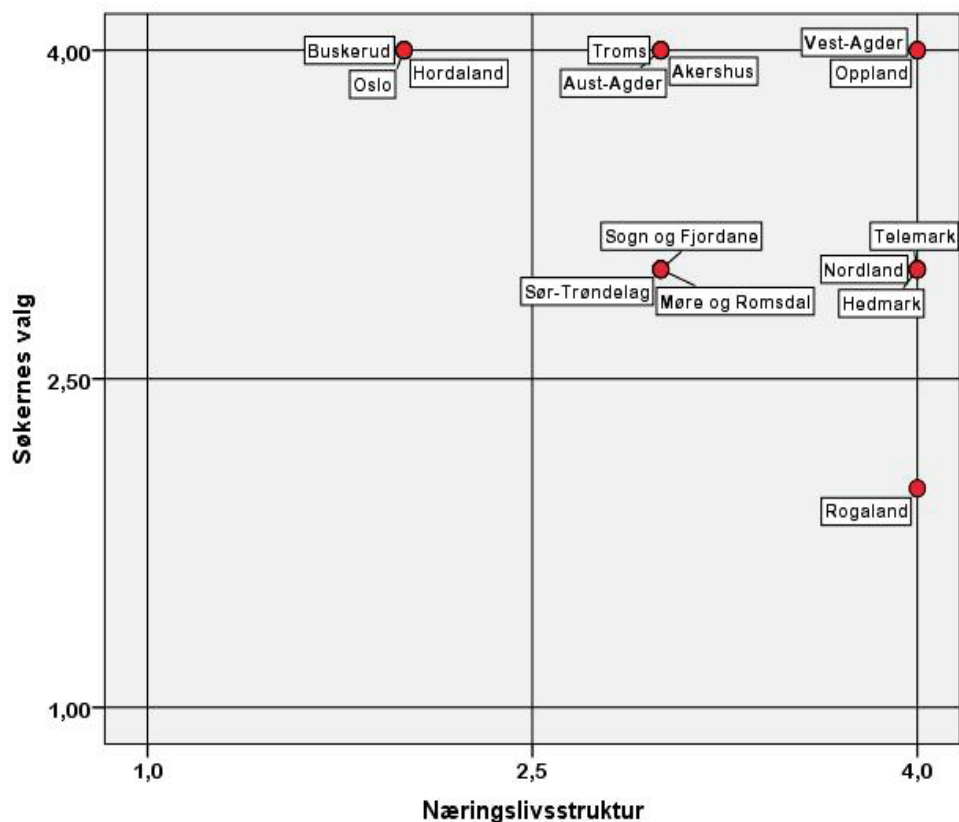 4,00
Buskerud
Oslo
Hordaland
Troms
Aust-Agder
Akershus
Vest-Agder
Oppland
Sogn og Fjordane
Sør-Trøndelag
Møre og Romsdal
Telemark
Nordland
Hedmark
2,50
Rogaland
1,00
Søkernes valg
1,0
2,5
4,0
Næringslivsstruktur